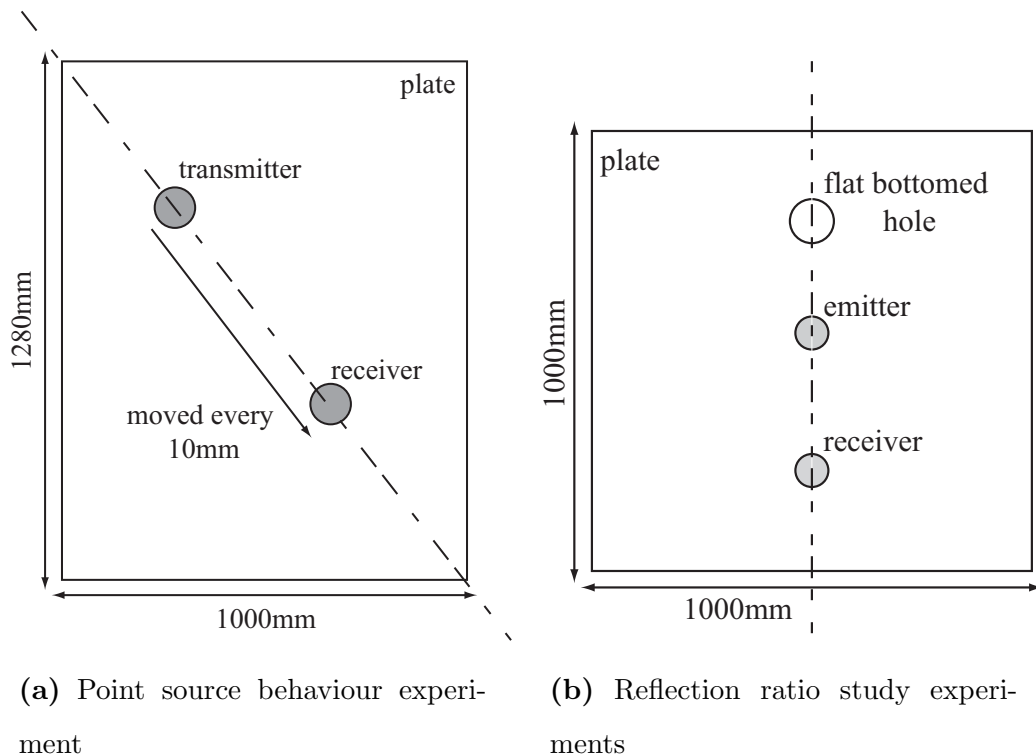 plate
transmitter
1280mm
receiver
moved every
10mm
1000mm
plate
flat bottomed
hole
emitter
1000mm
receiver
1000mm
(a) Point source behaviour experi-
ment
(b) Reflection ratio study experi-
ments